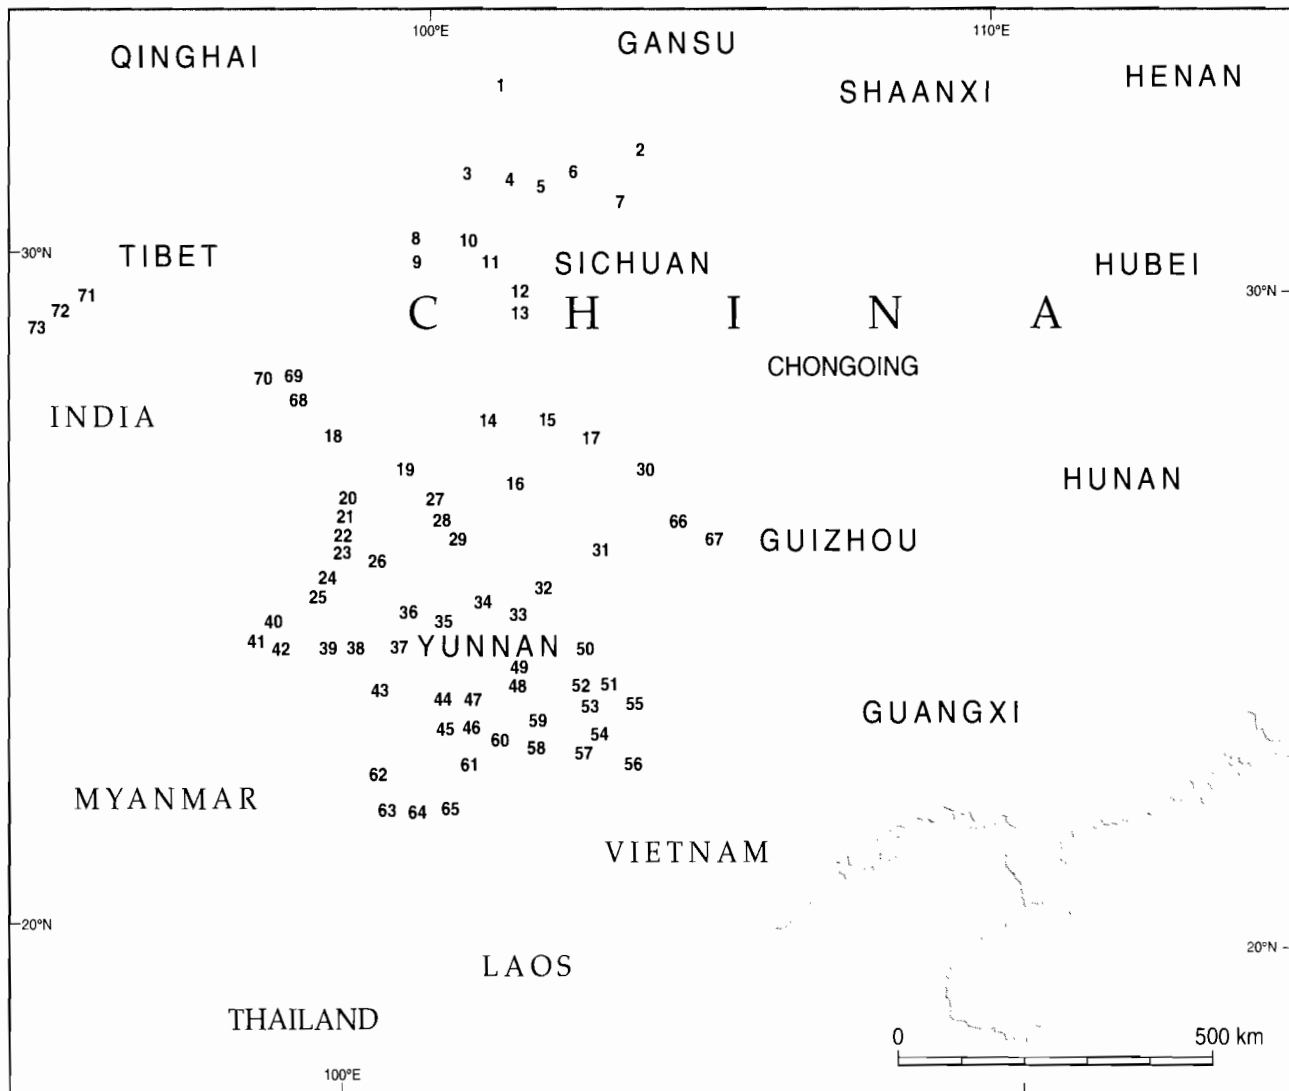 100°E 110°E
QINGHAI GANSU
SHAANXI HENAN
1
2
3 4 5 6
7
8 10
30°N TIBET 9 11 SICHUAN HUBEI
71 12 30°N
72 13
73 C H I N A
CHONGOING
70 69
68
INDIA 14 15
18 17
19 30
16 HUNAN
20 27
21 28 66
22 29 67 GUIZHOU
23 26 31
24 32
25 34
36 33
40 35
41 42 39 38 37 YUNNAN 50
49
43 48 52 51
44 47 53 55
59 GUANGXI
45 46 54
60 58 57
61 56
62
MYANMAR
63 64 65
VIETNAM
20°N
20°N
LAOS
THAILAND
0 500 km
100°E